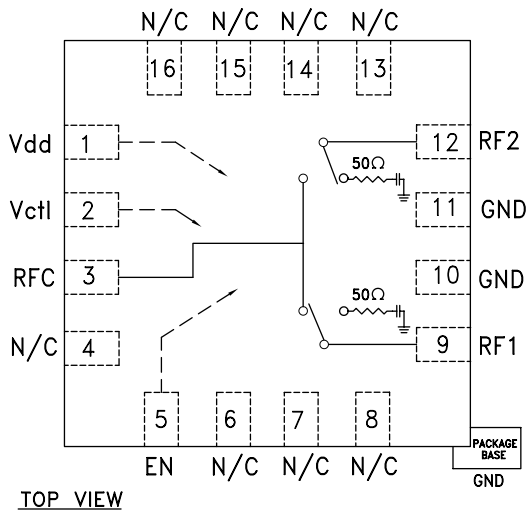 N/C N/C N/C N/C
16 15 14 13
Vdd 1 12 RF2
50Ω
Vctl 2 11 GND
RFC 3 10 GND
50Ω
N/C 4 9 RF1
5 6 7 8
EN N/C N/C N/C
PACKAGE
BASE
GND
TOP VIEW